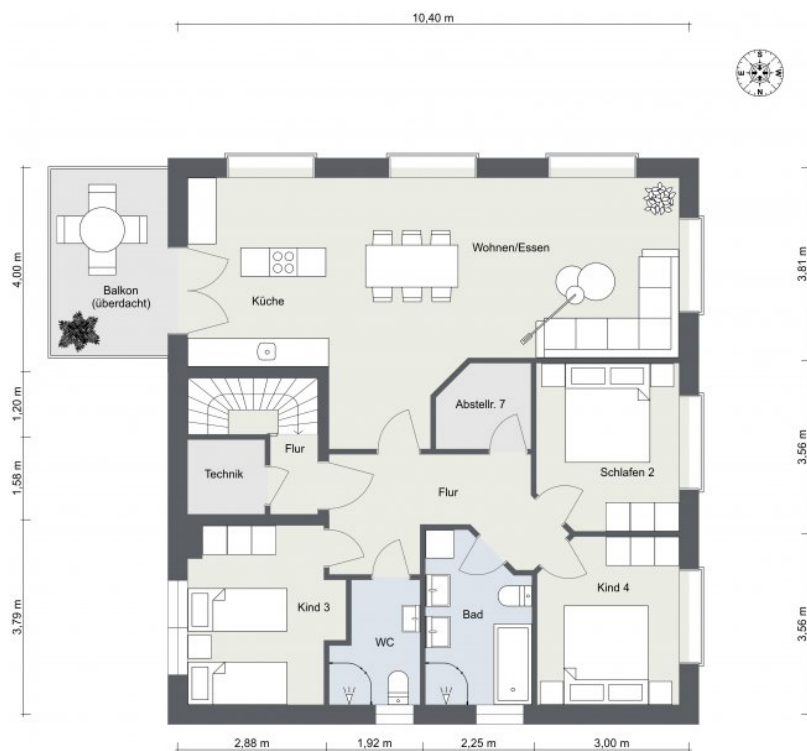 10,40 m
S
E W
N
4,00 m
3.81 m
Wohnen/Essen
Balkon
(überdacht)
Küche
1.20 m
Abstellr. 7
3.56 m
Flur
Technik
Schlafen 2
1,58 m
Flur
3,79 m
Kind 3
Kind 4
Bad
WC
3.56 m
2,88 m
1,92 m
2,25 m
3,00 m